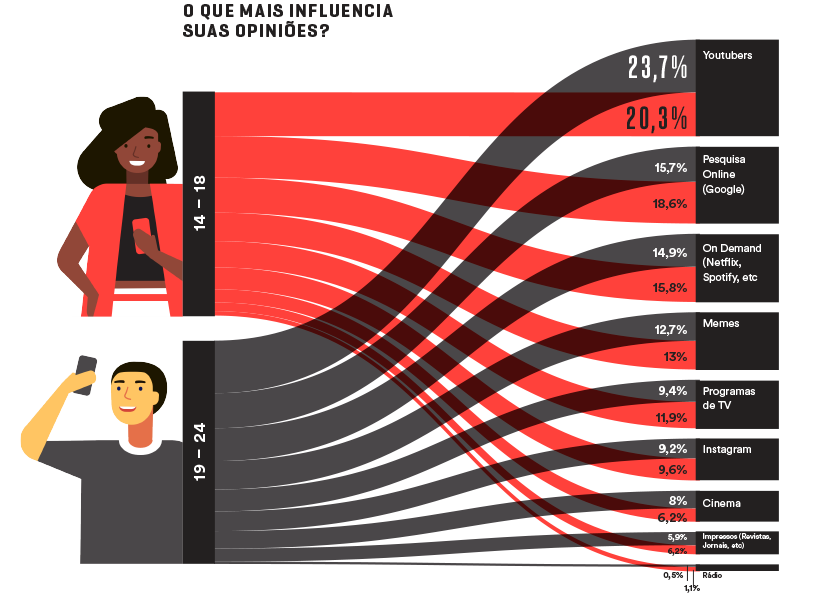 O QUE MAIS INFLUENCIA
SUAS OPINIÕES?
14 – 18
19 – 24
23,7%
20,3%
Youtubers
15,7%
18,6%
Pesquisa
Online
(Google)
14,9%
15,8%
On Demand
(Netflix,
Spotify, etc
12,7%
13%
Memes
9,4%
11,9%
Programas
de TV
9,2%
9,6%
Instagram
8%
6,2%
Cinema
5,9%
6,2%
Impressos (Revistas,
Jornais, etc)
0,5%
1,1%
Rádio